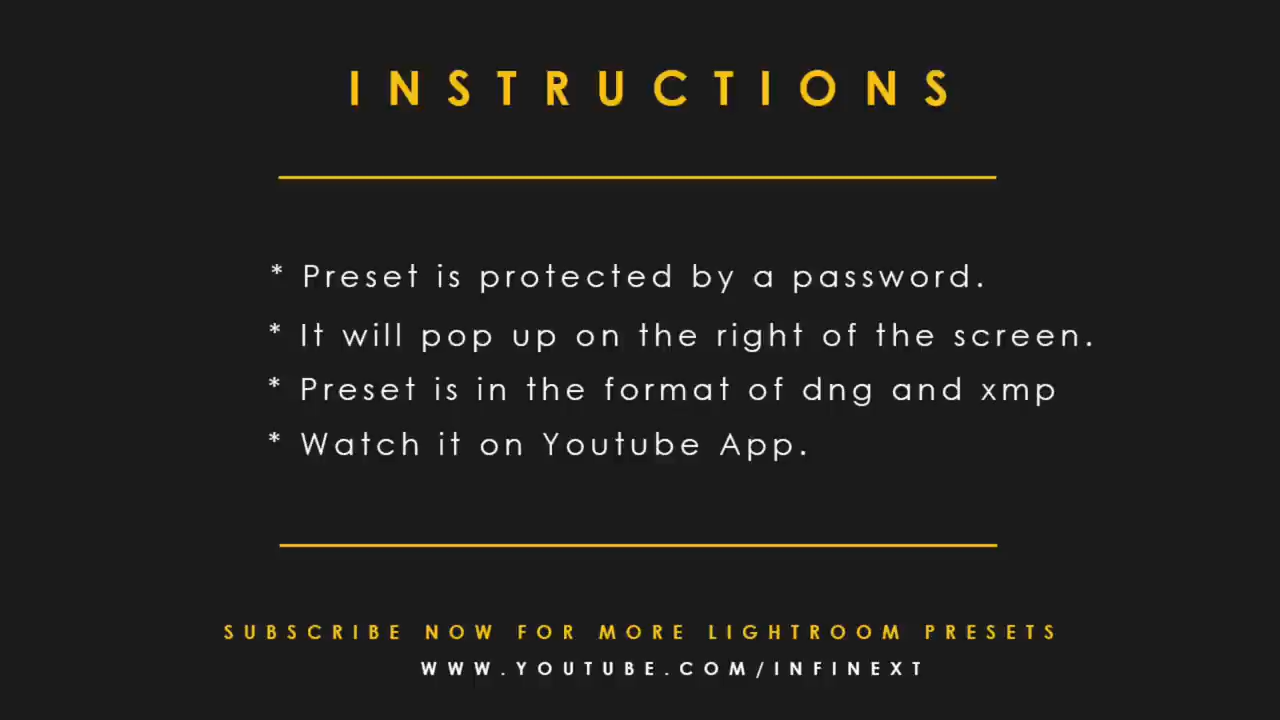 INSTRUCTIONS
* Preset is protected by a password.
* It will pop up on the right of the screen.
* Preset is in the format of dng and xmp
* Watch it on Youtube App.
SUBSCRIBE NOW FOR MORE LIGHTROOM PRESETS
WWW.YOUTUBE.COM/INFINEXT